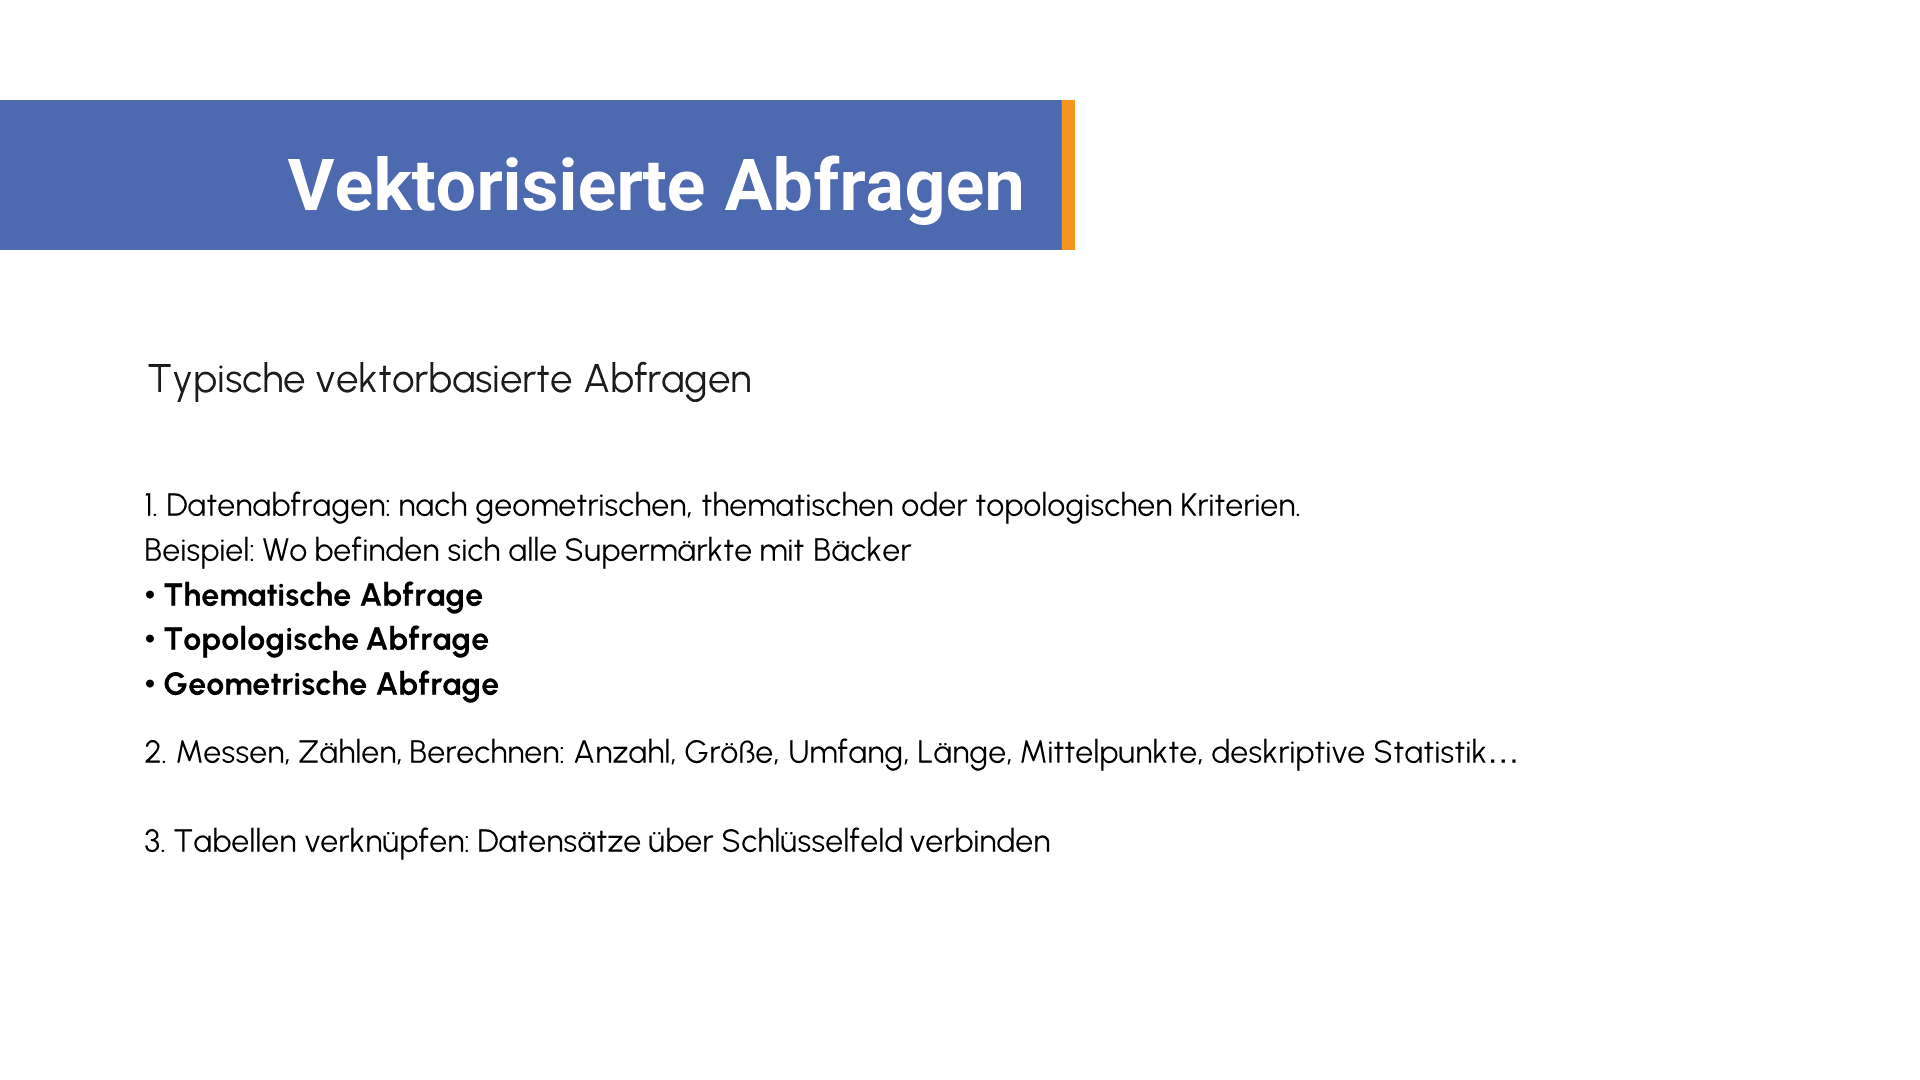 Vektorisierte Abfragen
Typische vektorbasierte Abfragen
1. Datenabfragen: nach geometrischen, thematischen oder topologischen Kriterien.
Beispiel: Wo befinden sich alle Supermärkte mit Bäcker
• Thematische Abfrage
• Topologische Abfrage
• Geometrische Abfrage
2. Messen, Zählen, Berechnen: Anzahl, Größe, Umfang, Länge, Mittelpunkte, deskriptive Statistik…
3. Tabellen verknüpfen: Datensätze über Schlüsselfeld verbinden